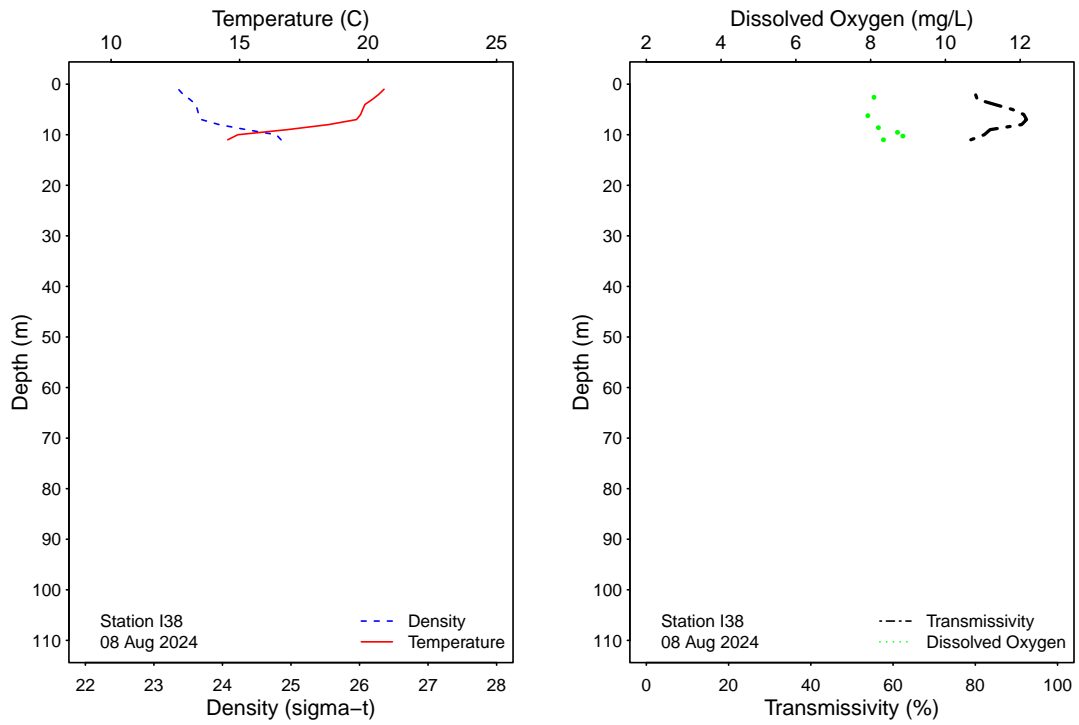 Temperature (C)
10 15 20 25
0
10
20
30
40
50
60
70
80
90
100
110
Depth (m)
Station I38
08 Aug 2024
Density
Temperature
22 23 24 25 26 27 28
Density (sigma−t)
Dissolved Oxygen (mg/L)
2 4 6 8 10 12
0
10
20
30
40
50
60
70
80
90
100
110
Depth (m)
Station I38
08 Aug 2024
Transmissivity
Dissolved Oxygen
0 20 40 60 80 100
Transmissivity (%)